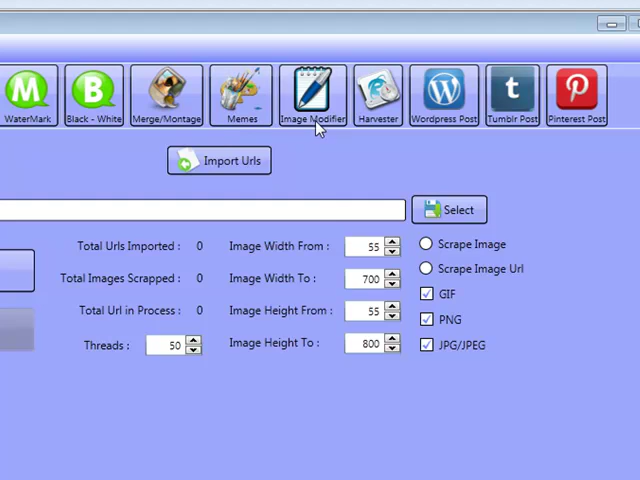 M B W t P
WaterMark Black - White Merge/Montage Memes Image Modifier Harvester Wordpress Post Tumblr Post Pinterest Post
Import Urls
Select
Total Urls Imported : 0 Image Width From : 55 Scrape Image
Total Images Scrapped : 0 Image Width To : 700 Scrape Image Url
GIF
Total Url in Process : 0 Image Height From : 55 PNG
Threads : 50 Image Height To : 800 JPG/JPEG